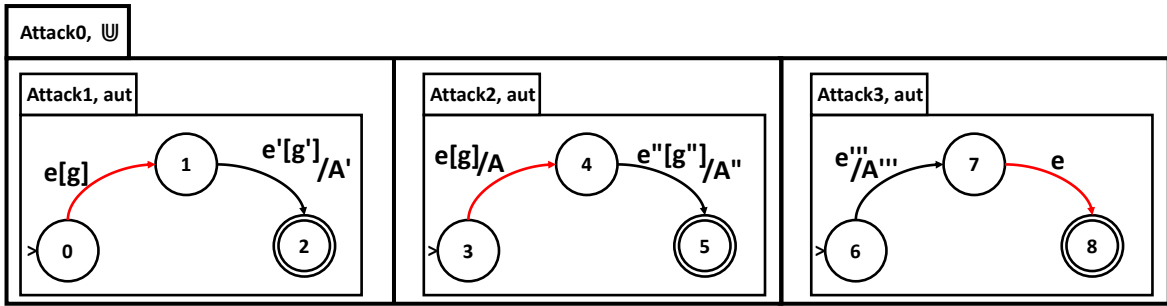 Attack0, ⋓
Attack1, aut
e[g]
1
e'[g']/A'
>
0
2
Attack2, aut
e[g]/A
4
e"[g"]/A"
>
3
5
Attack3, aut
e'''/A'''
7
e
>
6
8